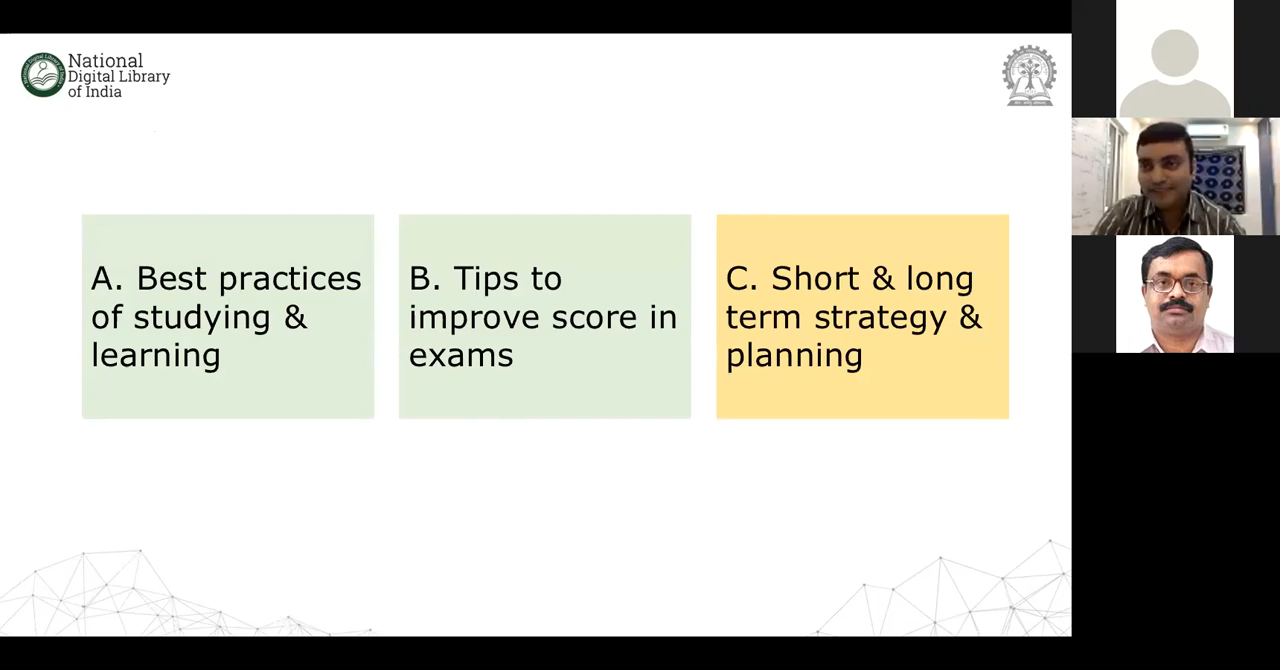 National
Digital Library
of India
A. Best practices
of studying &
learning
B. Tips to
improve score in
exams
C. Short & long
term strategy &
planning